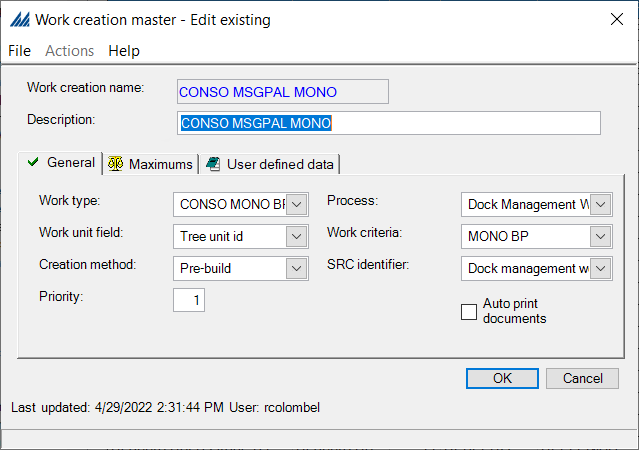 Work creation master - Edit existing
File Actions Help
Work creation name: CONSO MSGPAL MONO
Description: CONSO MSGPAL MONO
General Maximums User defined data
Work type: CONSO MONO BP Process: Dock Management W
Work unit field: Tree unit id Work criteria: MONO BP
Creation method: Pre-build SRC identifier: Dock management w
Priority: 1 Auto print
documents
OK Cancel
Last updated: 4/29/2022 2:31:44 PM User: rcolombel